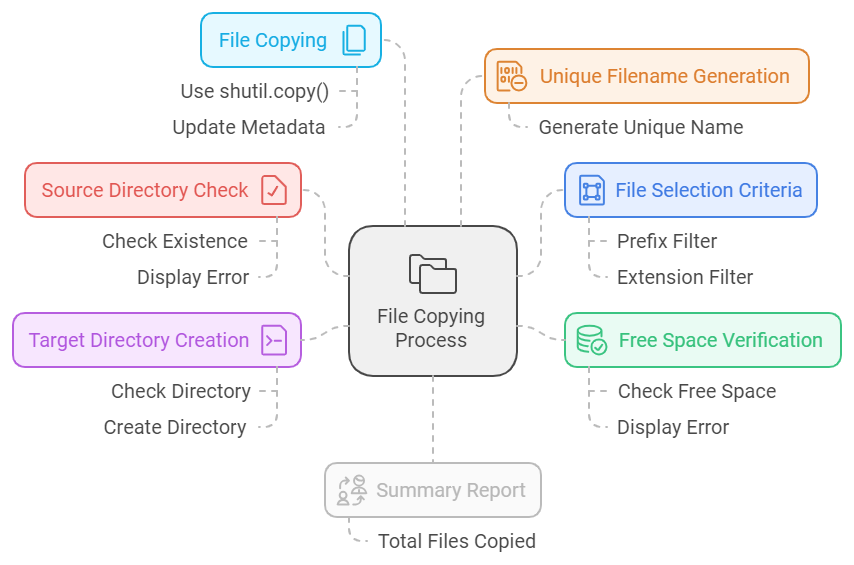 File Copying
Use shutil.copy()
Update Metadata
Unique Filename Generation
Generate Unique Name
Source Directory Check
Check Existence
Display Error
File Selection Criteria
Prefix Filter
Extension Filter
File Copying
Process
Target Directory Creation
Check Directory
Create Directory
Free Space Verification
Check Free Space
Display Error
Summary Report
Total Files Copied